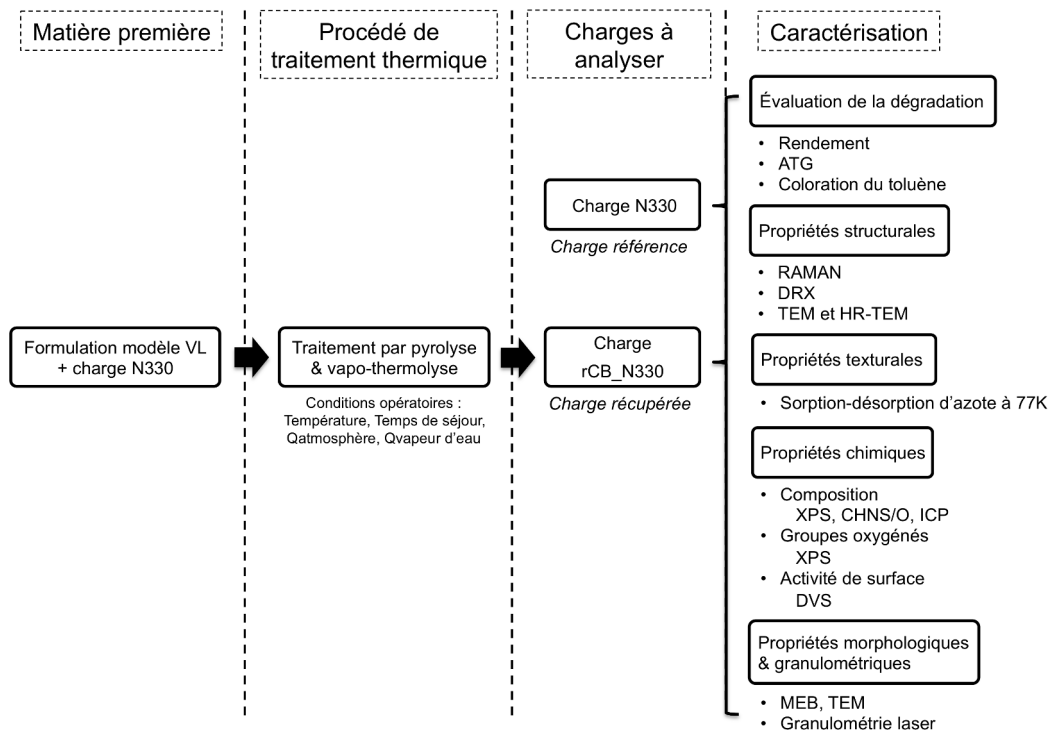 Matière première
Procédé de
traitement thermique
Charges à
analyser
Caractérisation
Formulation modèle VL
+ charge N330
Traitement par pyrolyse
& vapo-thermolyse
Conditions opératoires :
Température, Temps de séjour,
Qatmosphère, Qvapeur d'eau
Charge N330
Charge référence
Charge
rCB_N330
Charge récupérée
Évaluation de la dégradation
• Rendement
• ATG
• Coloration du toluène
Propriétés structurales
• RAMAN
• DRX
• TEM et HR-TEM
Propriétés texturales
• Sorption-désorption d'azote à 77K
Propriétés chimiques
• Composition
XPS, CHNS/O, ICP
• Groupes oxygénés
XPS
• Activité de surface
DVS
Propriétés morphologiques
& granulométriques
• MEB, TEM
• Granulométrie laser